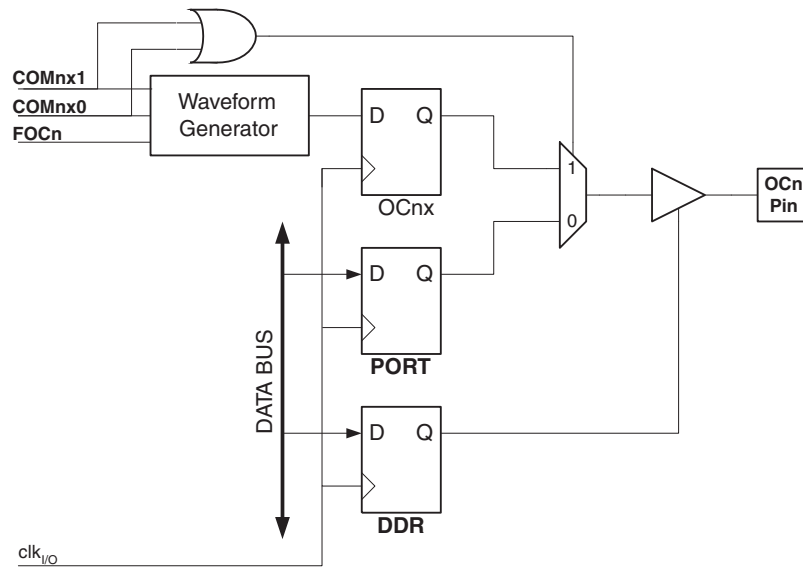 COMnx1
COMnx0
FOCn
Waveform
Generator
D Q
OCnx
1
0
OCn
Pin
D Q
PORT
DATA BUS
D Q
DDR
clkI/O